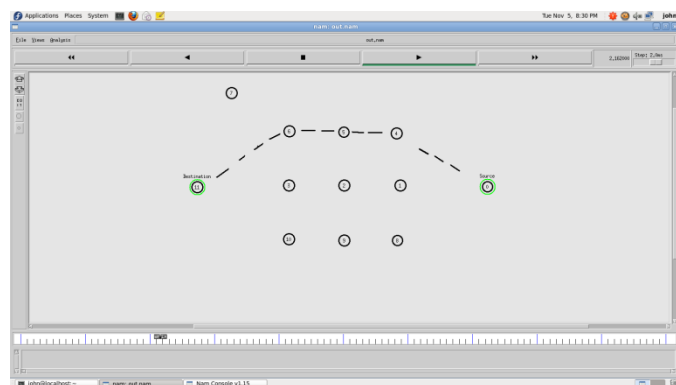 Applications Places System Tue Nov 5, 8:30 PM john
nam: out.nam
File Views Analysis out.nam
2.182000 Step: 2.0ms
7
6 5 4
Destination Source
11 3 2 1 0
10 9 8
john@localhost:~ nam: out.nam Nam Console v1.15